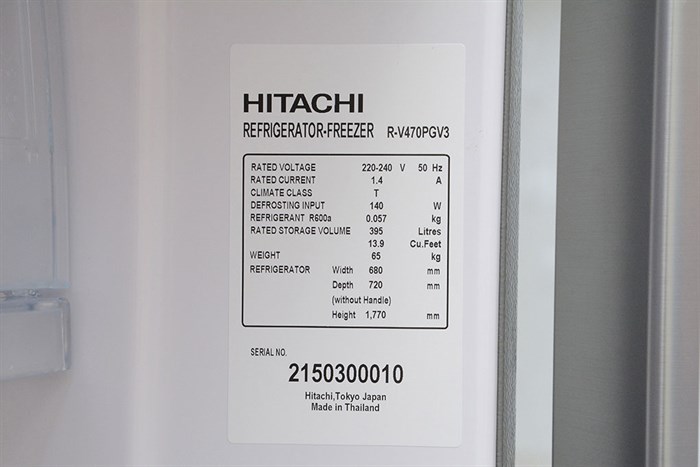 HITACHI
REFRIGERATOR-FREEZER R-V470PGV3
RATED VOLTAGE 220-240 V 50 Hz
RATED CURRENT 1.4 A
CLIMATE CLASS T
DEFROSTING INPUT 140 W
REFRIGERANT R600a 0.057 kg
RATED STORAGE VOLUME 395 Litres
13.9 Cu.Feet
WEIGHT 65 kg
REFRIGERATOR Width 680 mm
Depth 720 mm
(without Handle)
Height 1,770 mm
SERIAL NO.
2150300010
Hitachi,Tokyo Japan
Made in Thailand